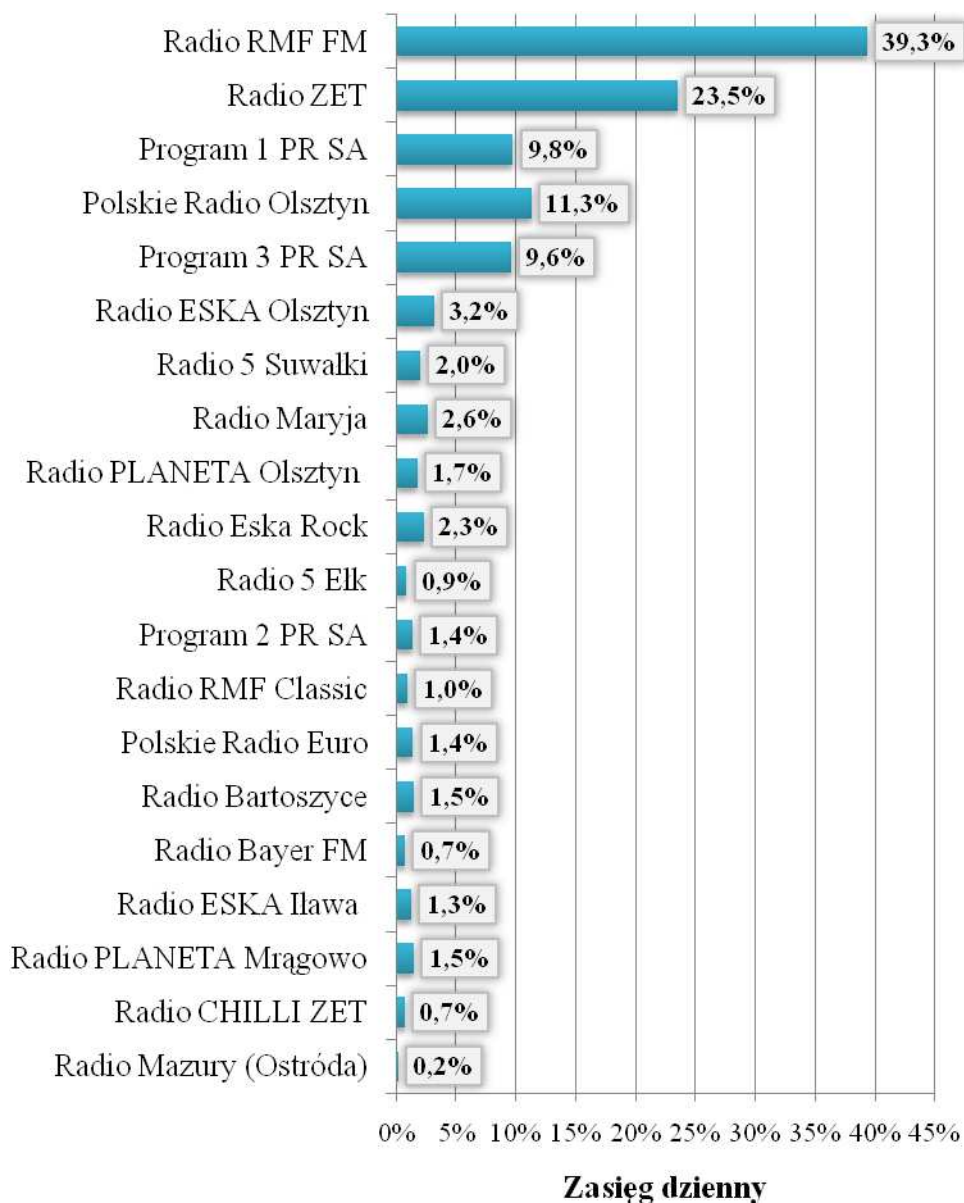 Radio RMF FM 39,3%
Radio ZET 23,5%
Program 1 PR SA 9,8%
Polskie Radio Olsztyn 11,3%
Program 3 PR SA 9,6%
Radio ESKA Olsztyn 3,2%
Radio 5 Suwałki 2,0%
Radio Maryja 2,6%
Radio PLANETA Olsztyn 1,7%
Radio Eska Rock 2,3%
Radio 5 Ełk 0,9%
Program 2 PR SA 1,4%
Radio RMF Classic 1,0%
Polskie Radio Euro 1,4%
Radio Bartoszyce 1,5%
Radio Bayer FM 0,7%
Radio ESKA Iława 1,3%
Radio PLANETA Mrągowo 1,5%
Radio CHILLI ZET 0,7%
Radio Mazury (Ostróda) 0,2%
0% 5% 10% 15% 20% 25% 30% 35% 40% 45%
Zasięg dzienny